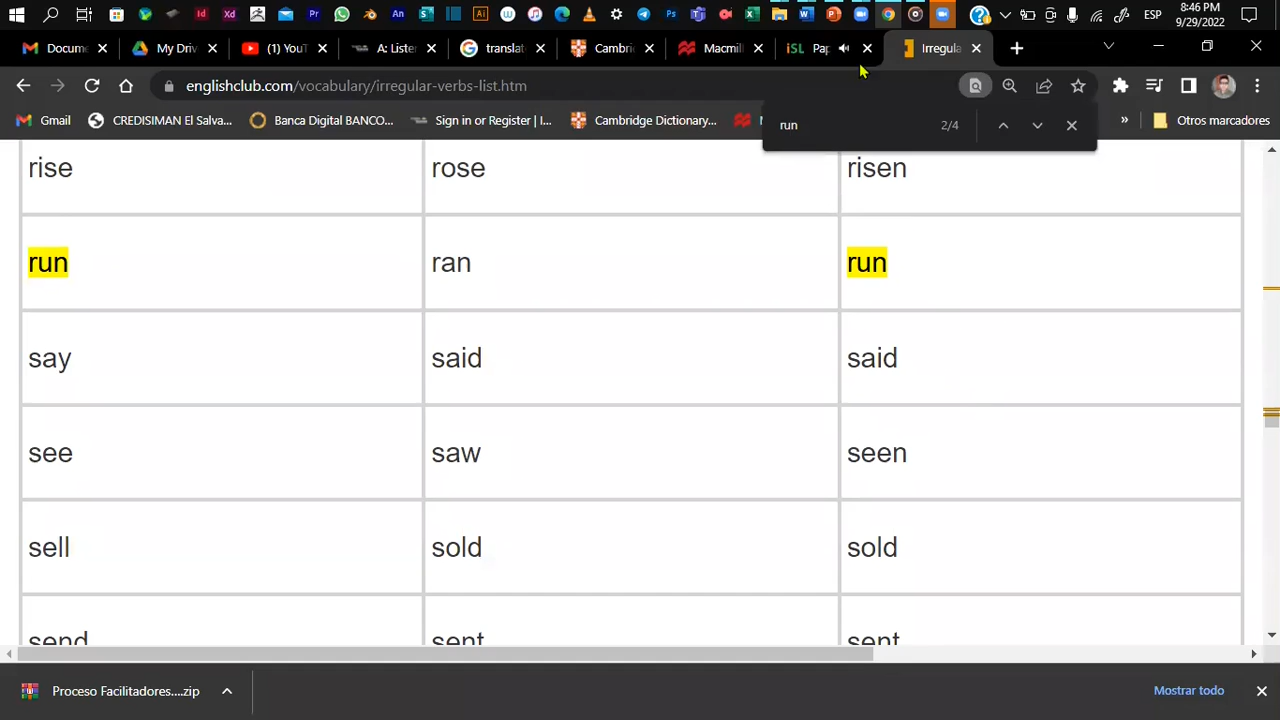 8:46 PM
ESP
9/29/2022
Docume
My Driv
(1) YouT
A: Lister
translat
Cambri
Macmill
iSL Pap
Irregula
englishclub.com/vocabulary/irregular-verbs-list.htm
Gmail
CREDISIMAN El Salva...
Banca Digital BANCO...
Sign in or Register | I...
Cambridge Dictionary...
»
Otros marcadores
run 2/4
rise rose risen
run ran run
say said said
see saw seen
sell sold sold
send sent sent
Proceso Facilitadores....zip
Mostrar todo